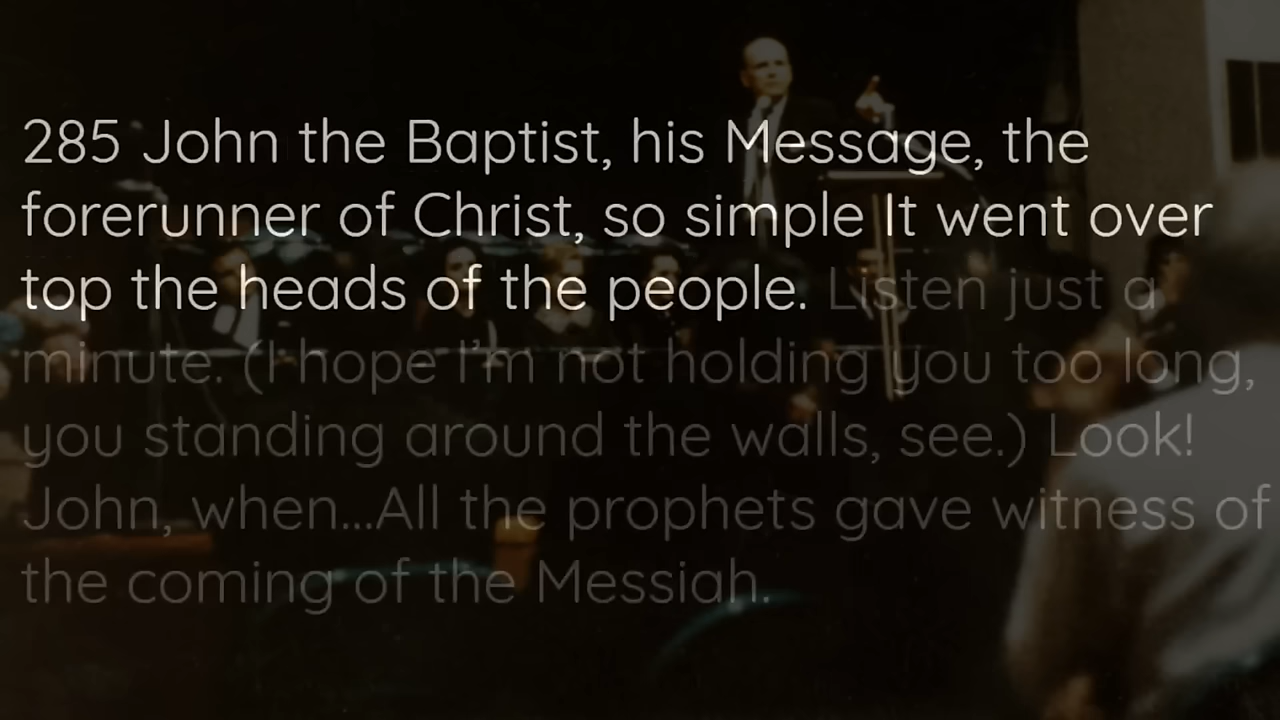 285 John the Baptist, his Message, the
forerunner of Christ, so simple It went over
top the heads of the people. Listen just a
minute. (I hope I'm not holding you too long,
you standing around the walls, see.) Look!
John, when...All the prophets gave witness of
the coming of the Messiah.